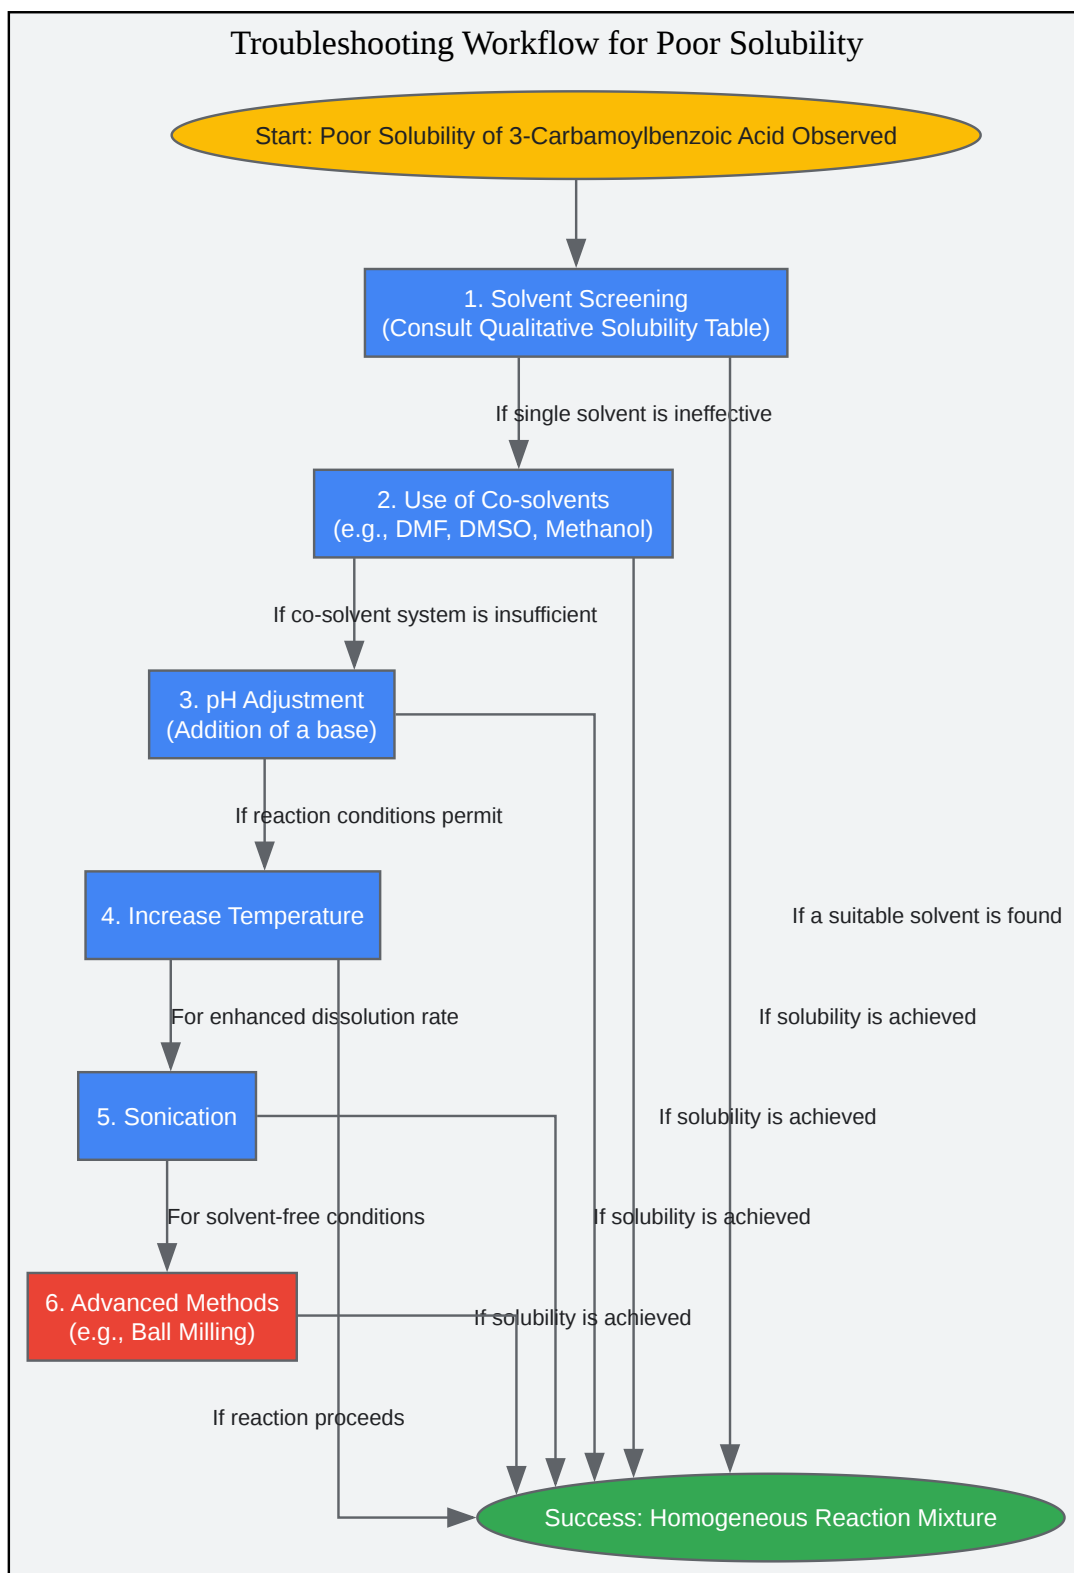 Troubleshooting Workflow for Poor Solubility
Start: Poor Solubility of 3-Carbamoylbenzoic Acid Observed
1. Solvent Screening
(Consult Qualitative Solubility Table)
If single solvent is ineffective
2. Use of Co-solvents
(e.g., DMF, DMSO, Methanol)
If co-solvent system is insufficient
3. pH Adjustment
(Addition of a base)
If reaction conditions permit
4. Increase Temperature
If a suitable solvent is found
For enhanced dissolution rate
If solubility is achieved
5. Sonication
If solubility is achieved
For solvent-free conditions
If solubility is achieved
6. Advanced Methods
(e.g., Ball Milling)
If solubility is achieved
If reaction proceeds
Success: Homogeneous Reaction Mixture